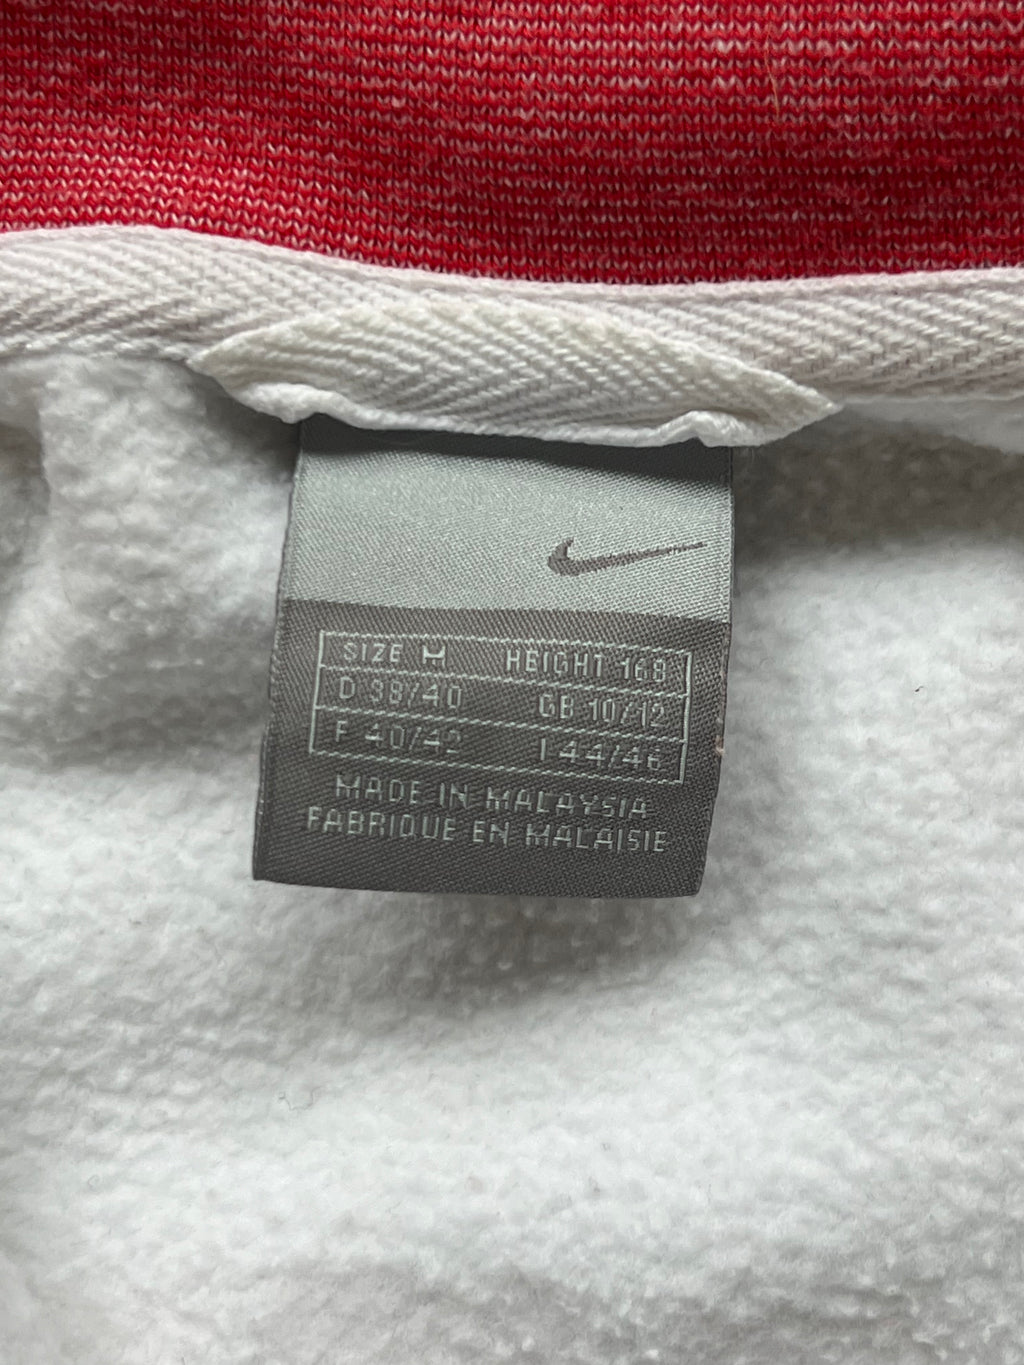 SIZE M HEIGHT 168
D 38/40 GB 10/12
F 40/42 I 44/46
MADE IN MALAYSIA
FABRIQUE EN MALAISIE